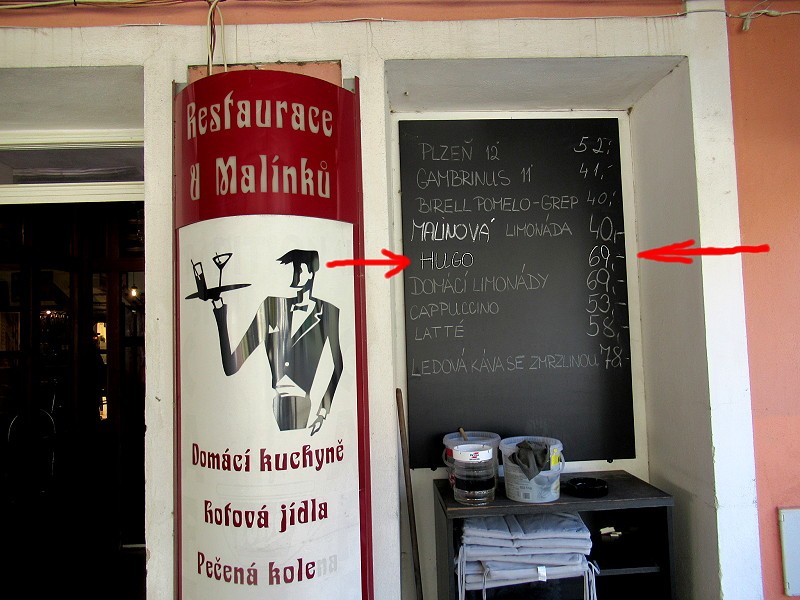 Restaurace
U Malínků
Domácí kuchyně
Hotová jídla
Pečená kolena
PLZEŇ 12° 52,-
GAMBRINUS 11° 41,-
BIRELL POMELO-GREP 40,-
MALINOVÁ LIMONÁDA 40,-
HUGO 69,-
DOMÁCÍ LIMONÁDY 69,-
CAPPUCCINO 53,-
LATTÉ 58,-
LEDOVÁ KÁVA SE ZMRZLINOU 78,-